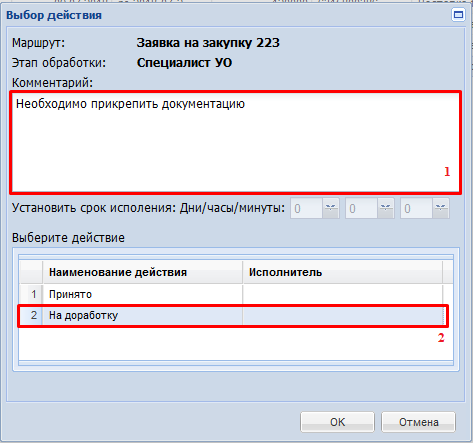 Выбор действия
Маршрут: Заявка на закупку 223
Этап обработки: Специалист УО
Комментарий:
Необходимо прикрепить документацию
1
Установить срок исполения: Дни/часы/минуты: 0 0 0
Выберите действие
Наименование действия Исполнитель
1 Принято
2 На доработку
2
OK Отмена